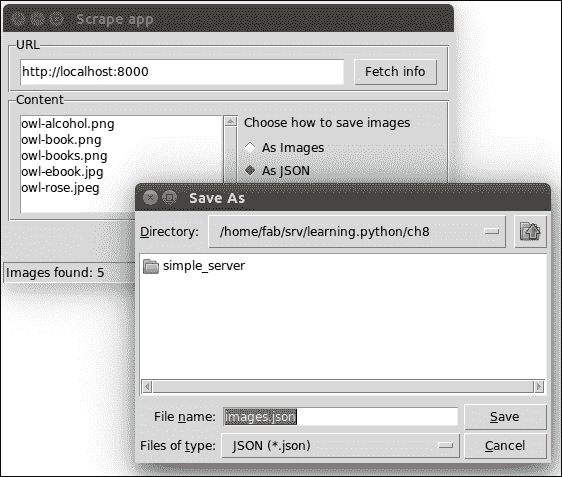 Scrape app
URL
http://localhost:8000
Fetch info
Content
owl-alcohol.png
owl-book.png
owl-books.png
owl-ebook.jpg
owl-rose.jpeg
Choose how to save images
As Images
As JSON
Images found: 5
Save As
Directory:
/home/fab/srv/learning.python/ch8
simple_server
File name:
images.json
Save
Files of type:
JSON (*.json)
Cancel